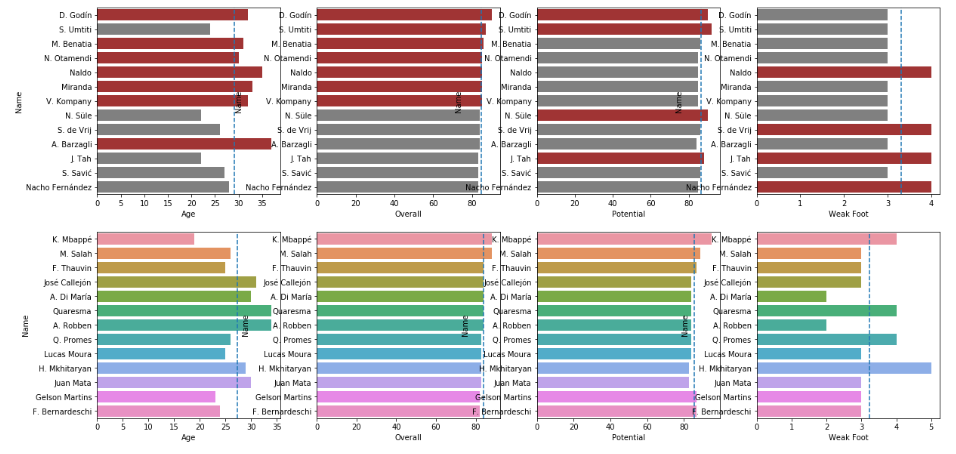 D. Godín
S. Umtiti
M. Benatia
N. Otamendi
Naldo
Miranda
V. Kompany
N. Süle
S. de Vrij
A. Barzagli
J. Tah
S. Savić
Nacho Fernández
Name
0 5 10 15 20 25 30 35
Age
D. Godín
S. Umtiti
M. Benatia
N. Otamendi
Naldo
Miranda
V. Kompany
N. Süle
S. de Vrij
A. Barzagli
J. Tah
S. Savić
Nacho Fernández
Name
0 20 40 60 80
Overall
D. Godín
S. Umtiti
M. Benatia
N. Otamendi
Naldo
Miranda
V. Kompany
N. Süle
S. de Vrij
A. Barzagli
J. Tah
S. Savić
Nacho Fernández
Name
0 20 40 60 80
Potential
D. Godín
S. Umtiti
M. Benatia
N. Otamendi
Naldo
Miranda
V. Kompany
N. Süle
S. de Vrij
A. Barzagli
J. Tah
S. Savić
Nacho Fernández
Name
0 1 2 3 4
Weak Foot
K. Mbappé
M. Salah
F. Thauvin
José Callejón
A. Di María
Quaresma
A. Robben
Q. Promes
Lucas Moura
H. Mkhitaryan
Juan Mata
Gelson Martins
F. Bernardeschi
Name
0 5 10 15 20 25 30 35
Age
K. Mbappé
M. Salah
F. Thauvin
José Callejón
A. Di María
Quaresma
A. Robben
Q. Promes
Lucas Moura
H. Mkhitaryan
Juan Mata
Gelson Martins
F. Bernardeschi
Name
0 20 40 60 80
Overall
K. Mbappé
M. Salah
F. Thauvin
José Callejón
A. Di María
Quaresma
A. Robben
Q. Promes
Lucas Moura
H. Mkhitaryan
Juan Mata
Gelson Martins
F. Bernardeschi
Name
0 20 40 60 80
Potential
K. Mbappé
M. Salah
F. Thauvin
José Callejón
A. Di María
Quaresma
A. Robben
Q. Promes
Lucas Moura
H. Mkhitaryan
Juan Mata
Gelson Martins
F. Bernardeschi
Name
0 1 2 3 4 5
Weak Foot